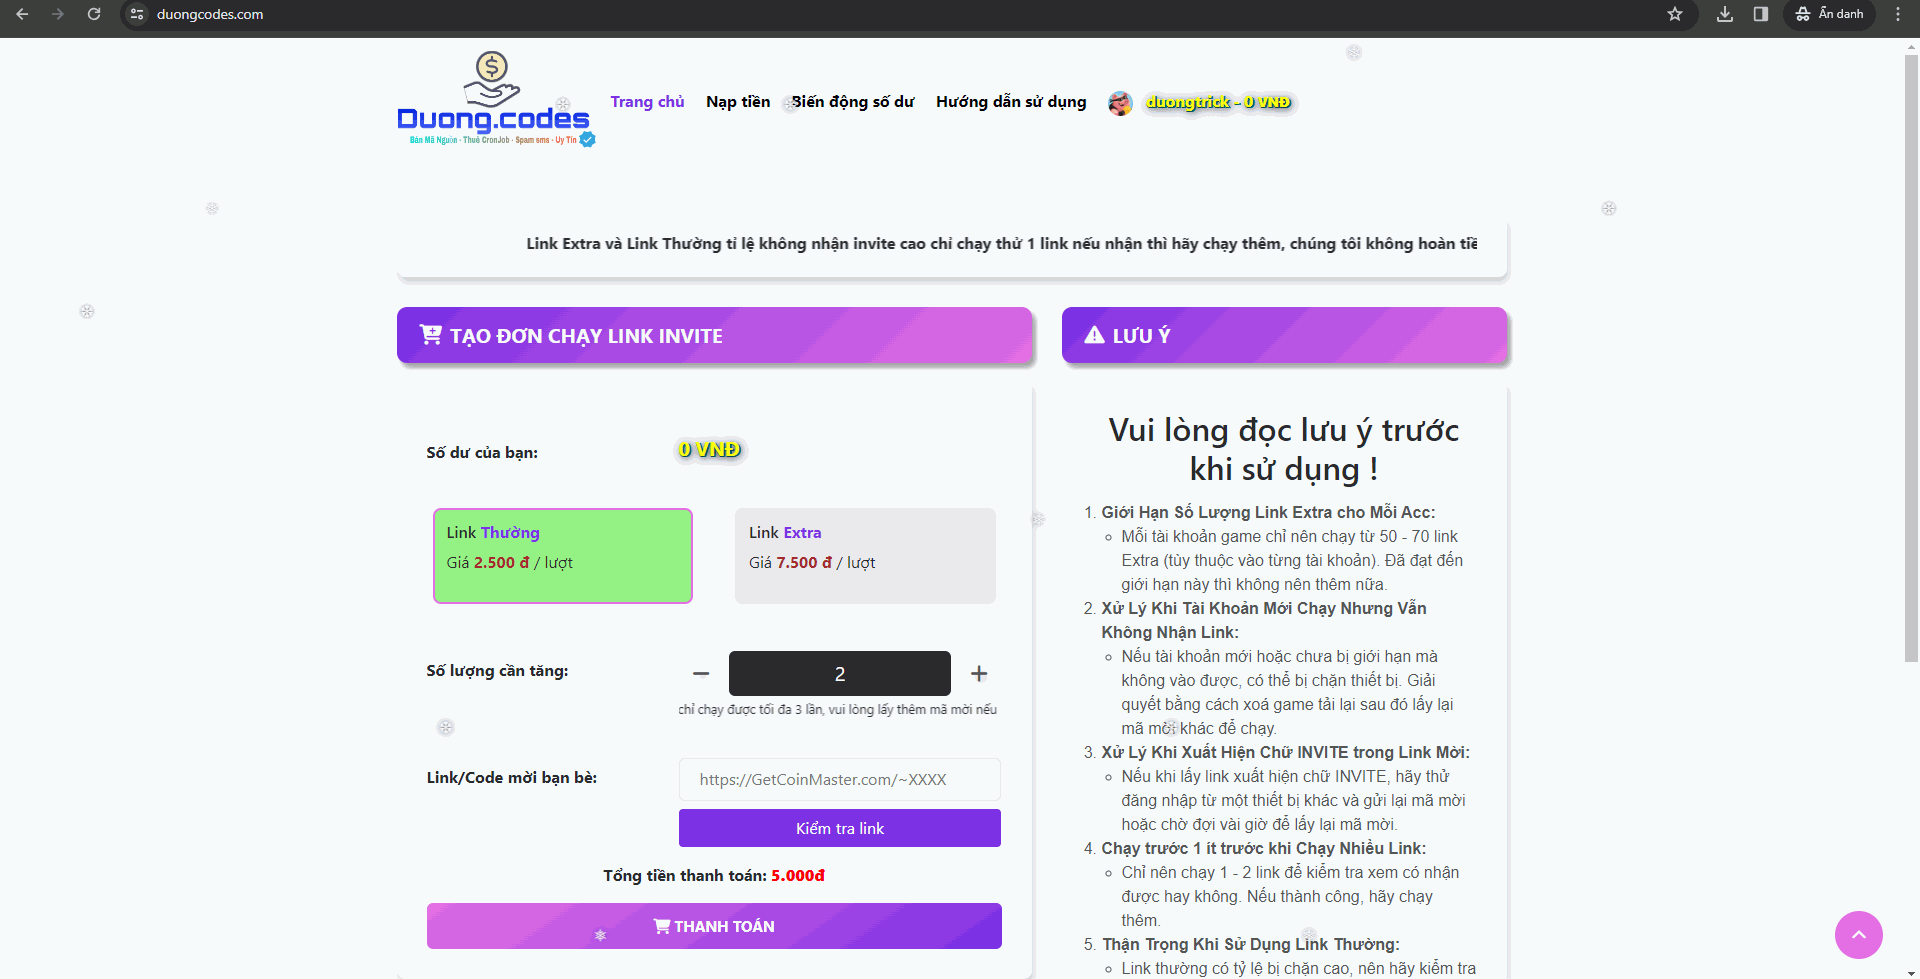 duongcodes.com
Ẩn danh
Duong.codes
Bán Mã Nguồn - Thuê CronJob - Spam sms - Uy Tín
Trang chủ
Nạp tiền
Biến động số dư
Hướng dẫn sử dụng
duongtrick - 0 VNĐ
Link Extra và Link Thường tỉ lệ không nhận invite cao chỉ chạy thử 1 link nếu nhận thì hãy chạy thêm, chúng tôi không hoàn tiề
TẠO ĐƠN CHẠY LINK INVITE
Số dư của bạn:
0 VNĐ
Link Thường
Giá 2.500 đ / lượt
Link Extra
Giá 7.500 đ / lượt
Số lượng cần tăng:
2
chỉ chạy được tối đa 3 lần, vui lòng lấy thêm mã mời nếu
Link/Code mời bạn bè:
https://GetCoinMaster.com/~XXXX
Kiểm tra link
Tổng tiền thanh toán: 5.000đ
THANH TOÁN
LƯU Ý
Vui lòng đọc lưu ý trước
khi sử dụng !
1. Giới Hạn Số Lượng Link Extra cho Mỗi Acc:
Mỗi tài khoản game chỉ nên chạy từ 50 - 70 link
Extra (tùy thuộc vào từng tài khoản). Đã đạt đến
giới hạn này thì không nên thêm nữa.
2. Xử Lý Khi Tài Khoản Mới Chạy Nhưng Vẫn
Không Nhận Link:
Nếu tài khoản mới hoặc chưa bị giới hạn mà
không vào được, có thể bị chặn thiết bị. Giải
quyết bằng cách xoá game tải lại sau đó lấy lại
mã mời khác để chạy.
3. Xử Lý Khi Xuất Hiện Chữ INVITE trong Link Mời:
Nếu khi lấy link xuất hiện chữ INVITE, hãy thử
đăng nhập từ một thiết bị khác và gửi lại mã mời
hoặc chờ đợi vài giờ để lấy lại mã mời.
4. Chạy trước 1 ít trước khi Chạy Nhiều Link:
Chỉ nên chạy 1 - 2 link để kiểm tra xem có nhận
được hay không. Nếu thành công, hãy chạy
thêm.
5. Thận Trọng Khi Sử Dụng Link Thường:
Link thường có tỷ lệ bị chặn cao, nên hãy kiểm tra